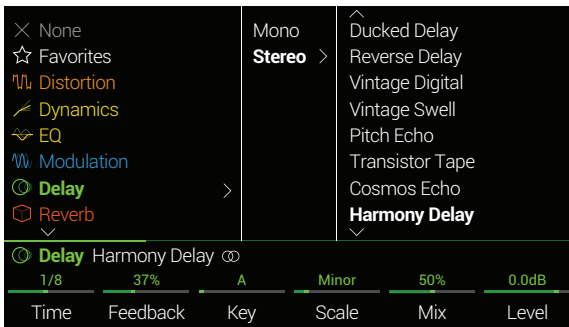 None
Favorites
Distortion
Dynamics
EQ
Modulation
Delay
Reverb
Mono
Stereo >
Ducked Delay
Reverse Delay
Vintage Digital
Vintage Swell
Pitch Echo
Transistor Tape
Cosmos Echo
Harmony Delay
Delay Harmony Delay
1/8 37% A Minor 50% 0.0dB
Time Feedback Key Scale Mix Level